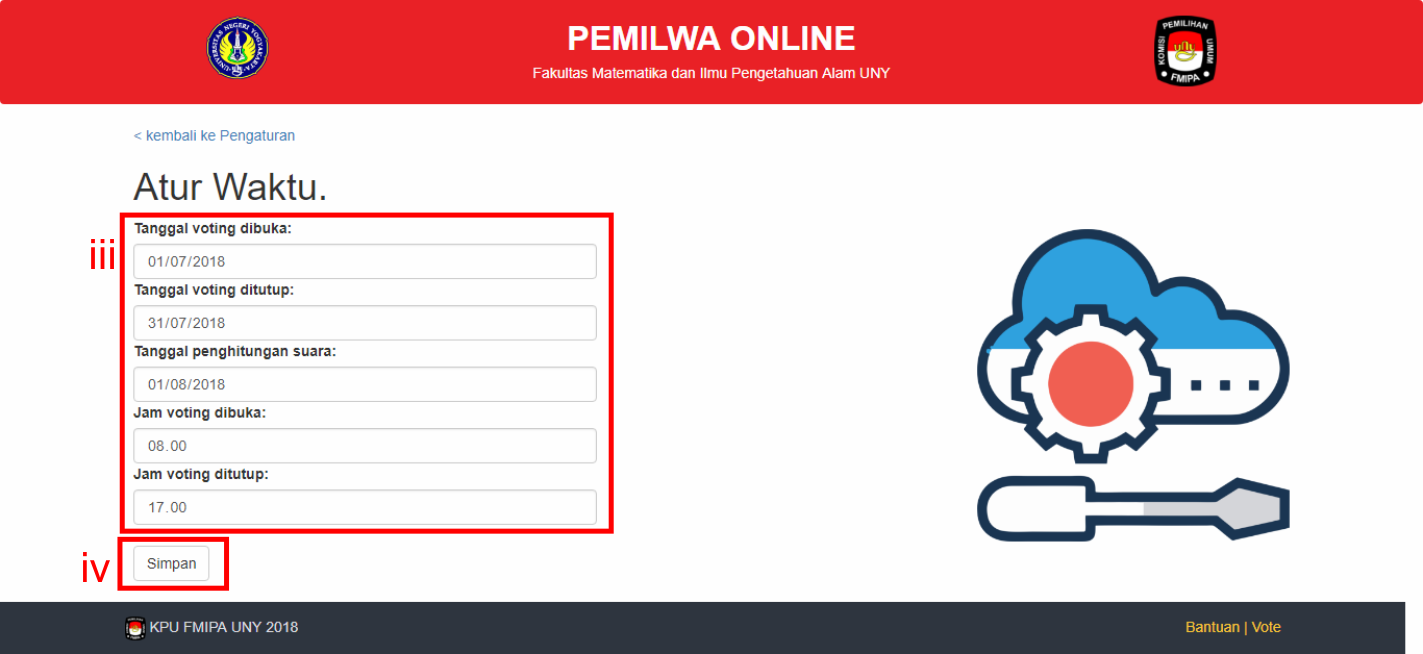 UNIVERSITAS NEGERI YOGYAKARTA
PEMILWA ONLINE
Fakultas Matematika dan Ilmu Pengetahuan Alam UNY
KOMISI PEMILIHAN UMUM
FMIPA
< kembali ke Pengaturan
Atur Waktu.
iii
Tanggal voting dibuka:
01/07/2018
Tanggal voting ditutup:
31/07/2018
Tanggal penghitungan suara:
01/08/2018
Jam voting dibuka:
08.00
Jam voting ditutup:
17.00
iv
Simpan
KPU FMIPA UNY 2018
Bantuan | Vote